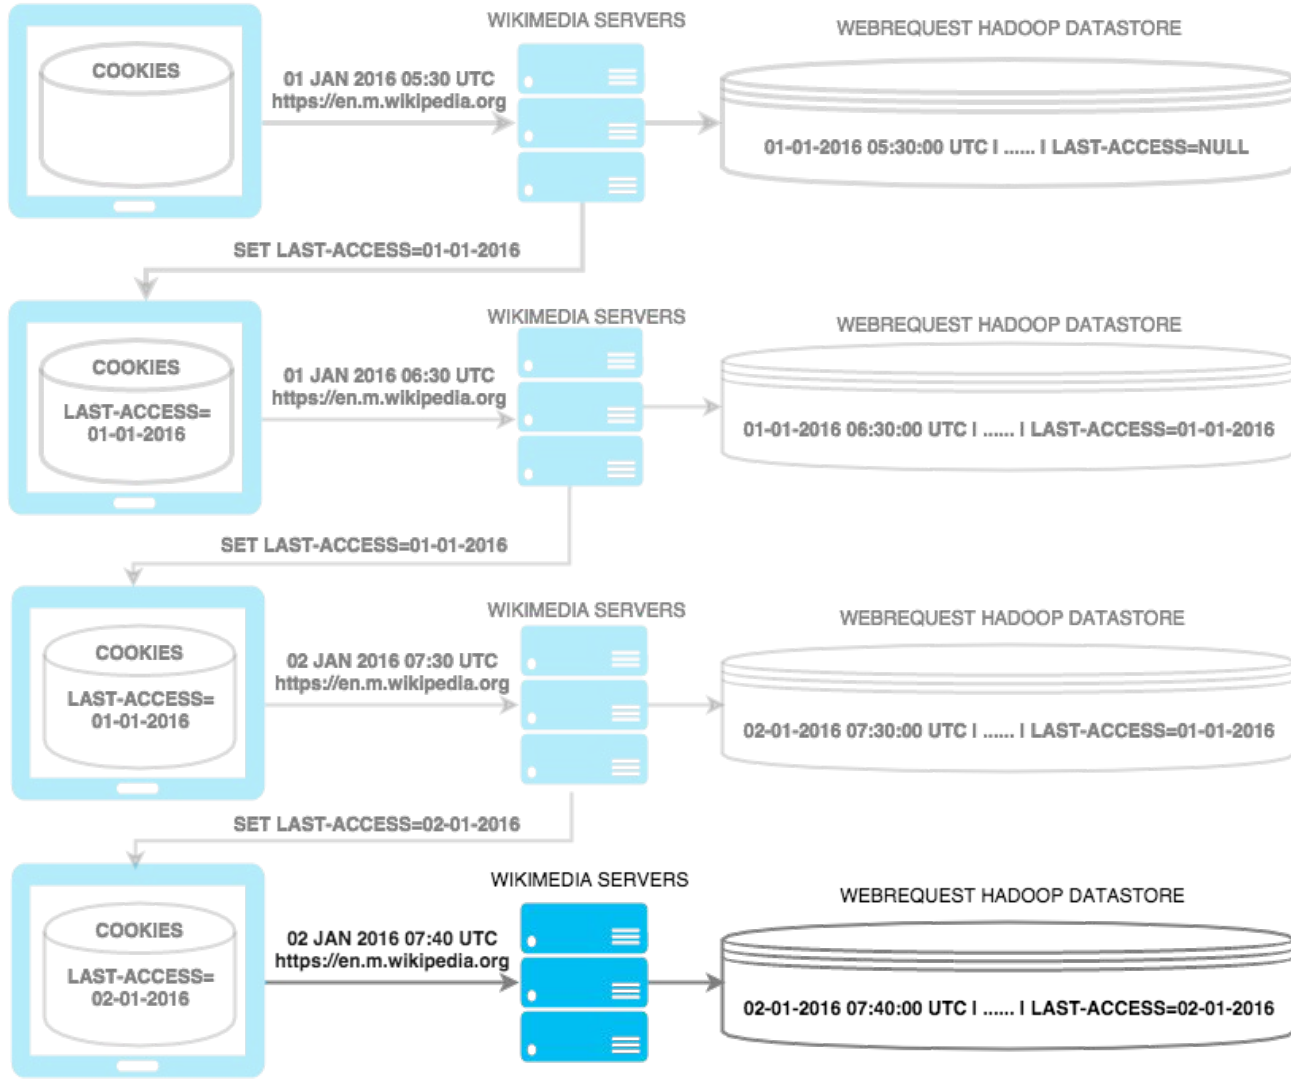 WIKIMEDIA SERVERS
WEBREQUEST HADOOP DATASTORE
COOKIES
01 JAN 2016 05:30 UTC
https://en.m.wikipedia.org
01-01-2016 05:30:00 UTC I ...... I LAST-ACCESS=NULL
SET LAST-ACCESS=01-01-2016
WIKIMEDIA SERVERS
WEBREQUEST HADOOP DATASTORE
COOKIES
LAST-ACCESS=
01-01-2016
01 JAN 2016 06:30 UTC
https://en.m.wikipedia.org
01-01-2016 06:30:00 UTC I ...... I LAST-ACCESS=01-01-2016
SET LAST-ACCESS=01-01-2016
WIKIMEDIA SERVERS
WEBREQUEST HADOOP DATASTORE
COOKIES
LAST-ACCESS=
01-01-2016
02 JAN 2016 07:30 UTC
https://en.m.wikipedia.org
02-01-2016 07:30:00 UTC I ...... I LAST-ACCESS=01-01-2016
SET LAST-ACCESS=02-01-2016
WIKIMEDIA SERVERS
WEBREQUEST HADOOP DATASTORE
COOKIES
LAST-ACCESS=
02-01-2016
02 JAN 2016 07:40 UTC
https://en.m.wikipedia.org
02-01-2016 07:40:00 UTC I ...... I LAST-ACCESS=02-01-2016